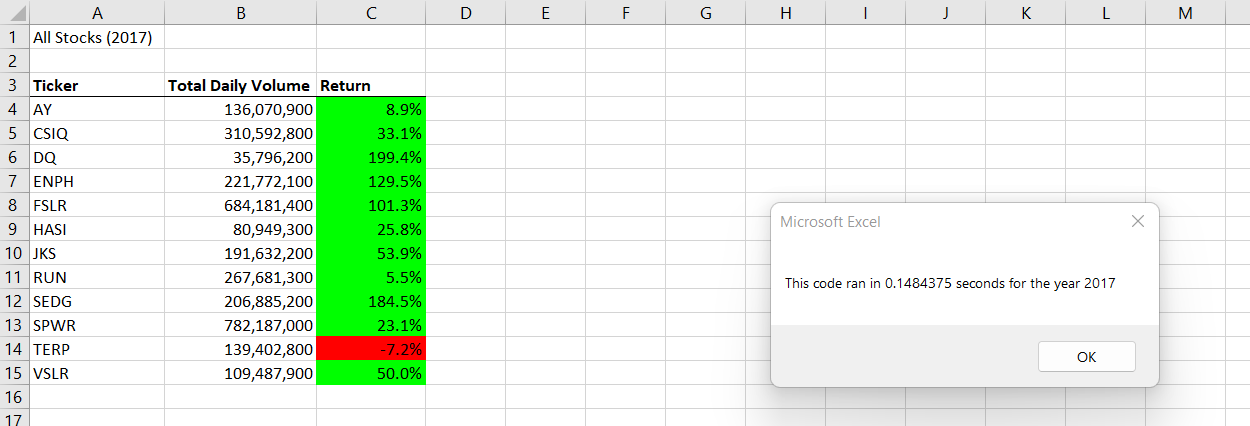 A B C D E F G H I J K L M
1 All Stocks (2017)
2
3 Ticker Total Daily Volume Return
4 AY 136,070,900 8.9%
5 CSIQ 310,592,800 33.1%
6 DQ 35,796,200 199.4%
7 ENPH 221,772,100 129.5%
8 FSLR 684,181,400 101.3%
9 HASI 80,949,300 25.8%
10 JKS 191,632,200 53.9%
11 RUN 267,681,300 5.5%
12 SEDG 206,885,200 184.5%
13 SPWR 782,187,000 23.1%
14 TERP 139,402,800 -7.2%
15 VSLR 109,487,900 50.0%
16
17
Microsoft Excel
This code ran in 0.1484375 seconds for the year 2017
OK